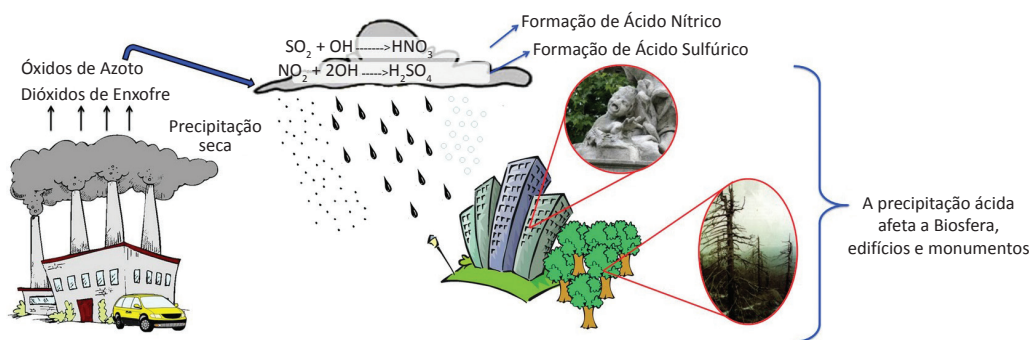 Formação de Ácido Nítrico
SO2 + OH ------->HNO3
Formação de Ácido Sulfúrico
NO2 + 2OH ----->H2SO4
Óxidos de Azoto
Dióxidos de Enxofre
Precipitação
seca
A precipitação ácida
afeta a Biosfera,
edifícios e monumentos